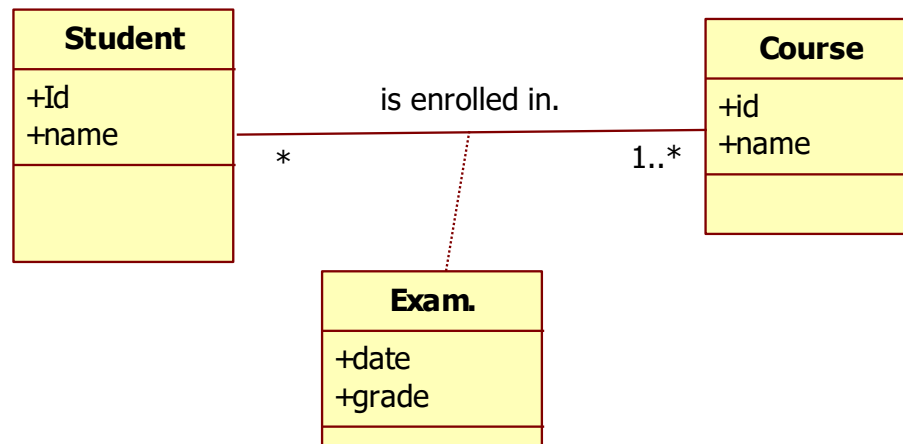 Student
+Id
+name
is enrolled in.
*
1..*
Course
+id
+name
Exam.
+date
+grade